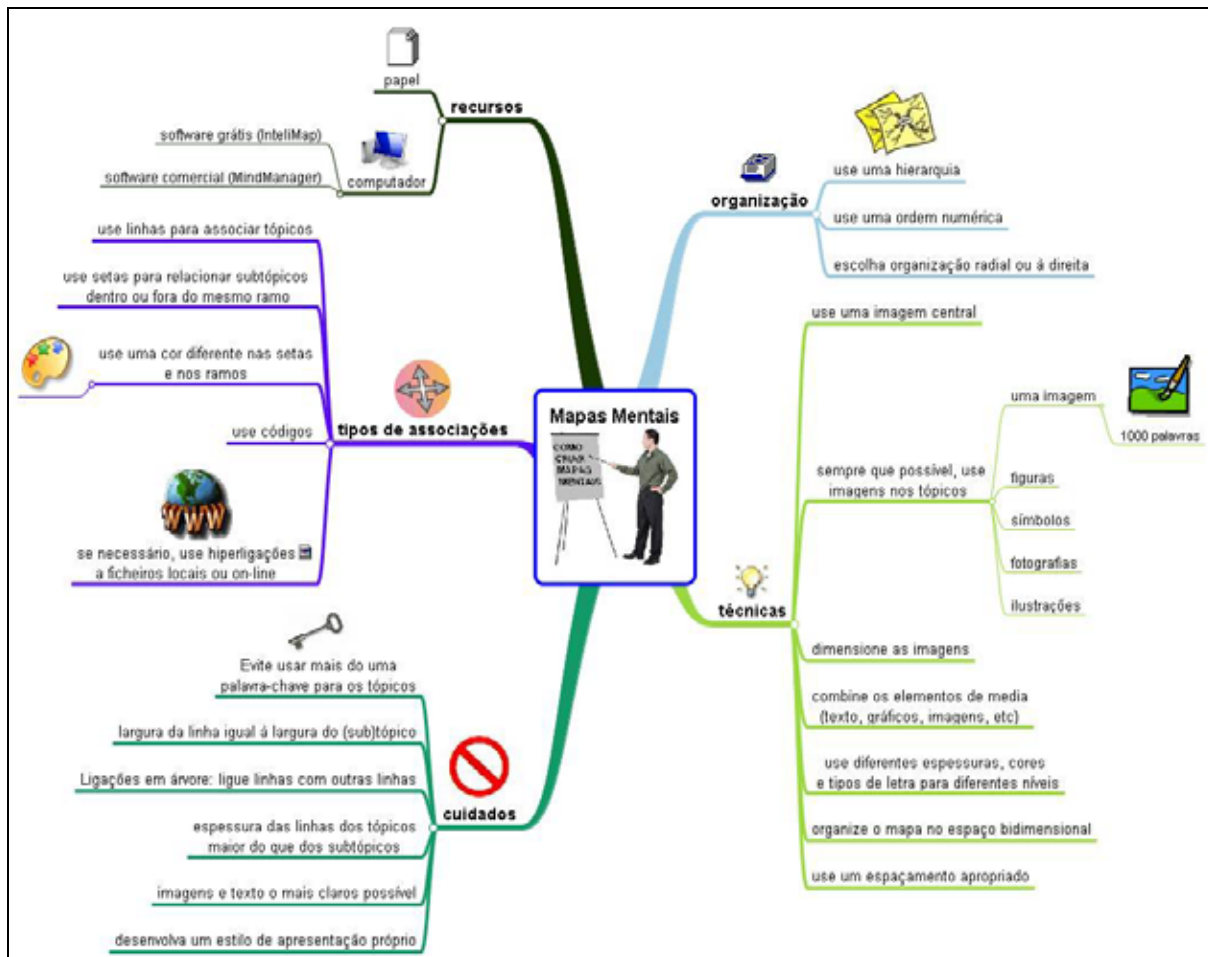 Mapas Mentais
COMO
CRIAR
MAPAS
MENTAIS
recursos
papel
computador
software grátis (InteliMap)
software comercial (MindManager)
organização
use uma hierarquia
use uma ordem numérica
escolha organização radial ou á direita
tipos de associações
use linhas para associar tópicos
use setas para relacionar subtópicos
dentro ou fora do mesmo ramo
use uma cor diferente nas setas
e nos ramos
use códigos
WWW
se necessário, use hiperligações
a ficheiros locais ou on-line
técnicas
use uma imagem central
sempre que possível, use
imagens nos tópicos
uma imagem
1000 palavras
figuras
símbolos
fotografias
ilustrações
dimensione as imagens
combine os elementos de media
(texto, gráficos, imagens, etc)
use diferentes espessuras, cores
e tipos de letra para diferentes níveis
organize o mapa no espaço bidimensional
use um espaçamento apropriado
cuidados
Evite usar mais do uma
palavra-chave para os tópicos
largura da linha igual á largura do (sub)tópico
Ligações em árvore: ligue linhas com outras linhas
espessura das linhas dos tópicos
maior do que dos subtópicos
imagens e texto o mais claros possível
desenvolva um estilo de apresentação próprio